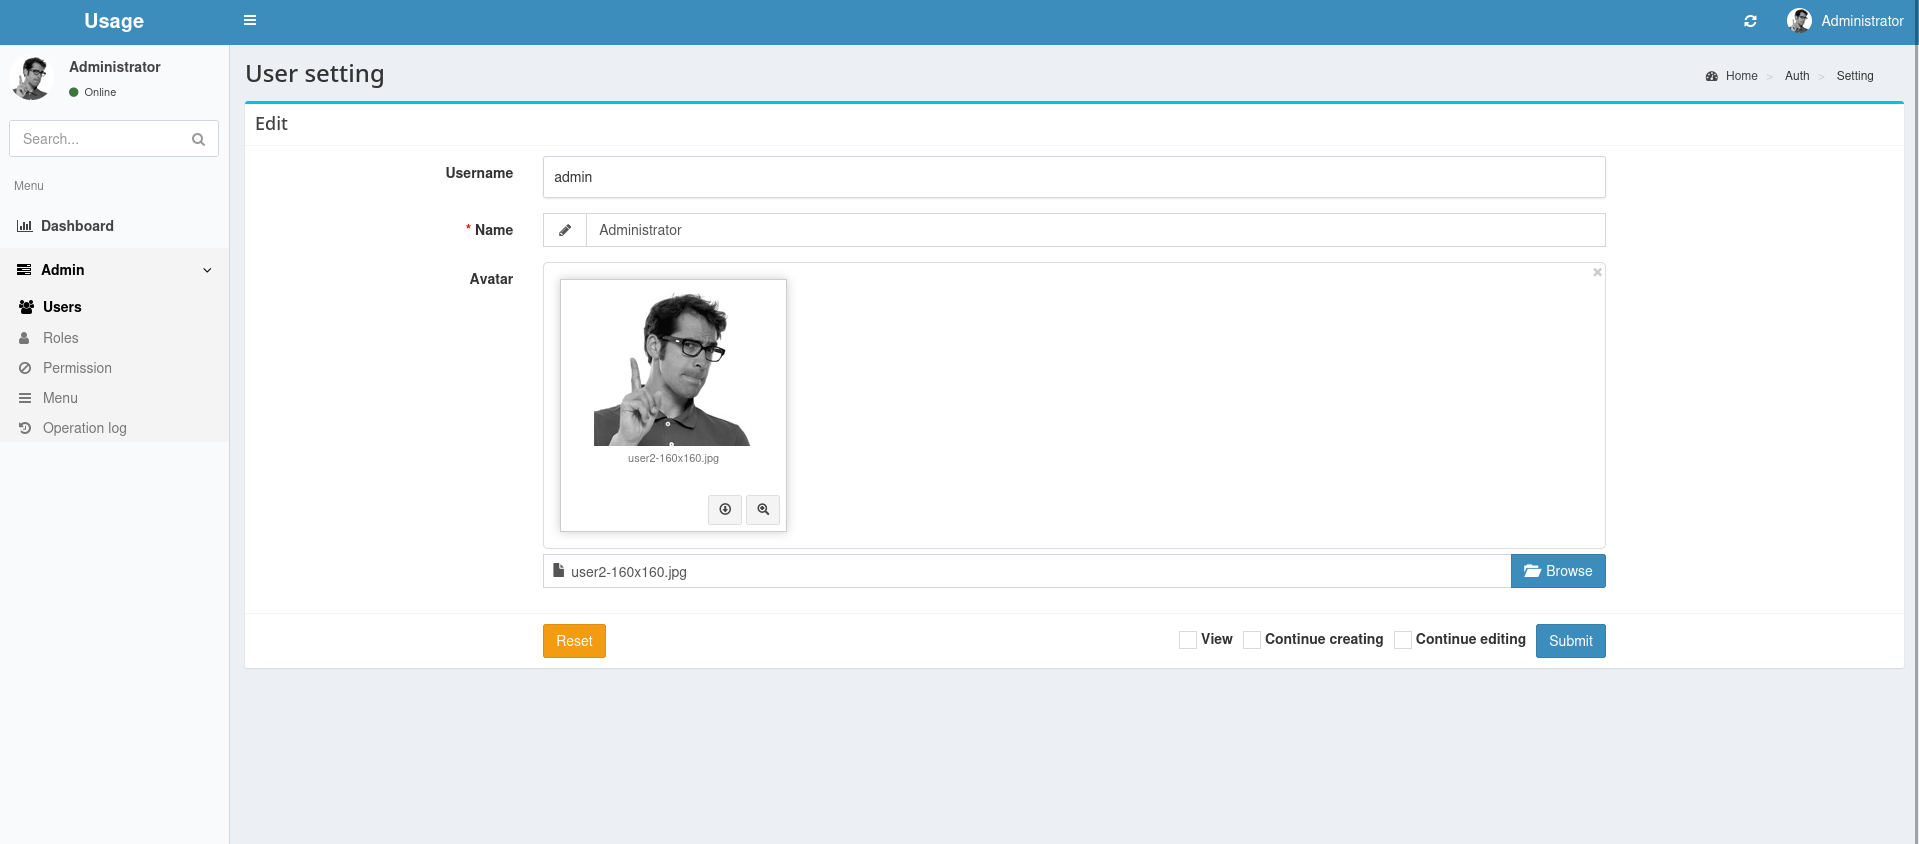 Usage
Administrator
Administrator
Online
Search...
Menu
Dashboard
Admin
Users
Roles
Permission
Menu
Operation log
User setting
Home > Auth > Setting
Edit
Username
admin
* Name
Administrator
Avatar
user2-160x160.jpg
user2-160x160.jpg
Browse
Reset
View
Continue creating
Continue editing
Submit